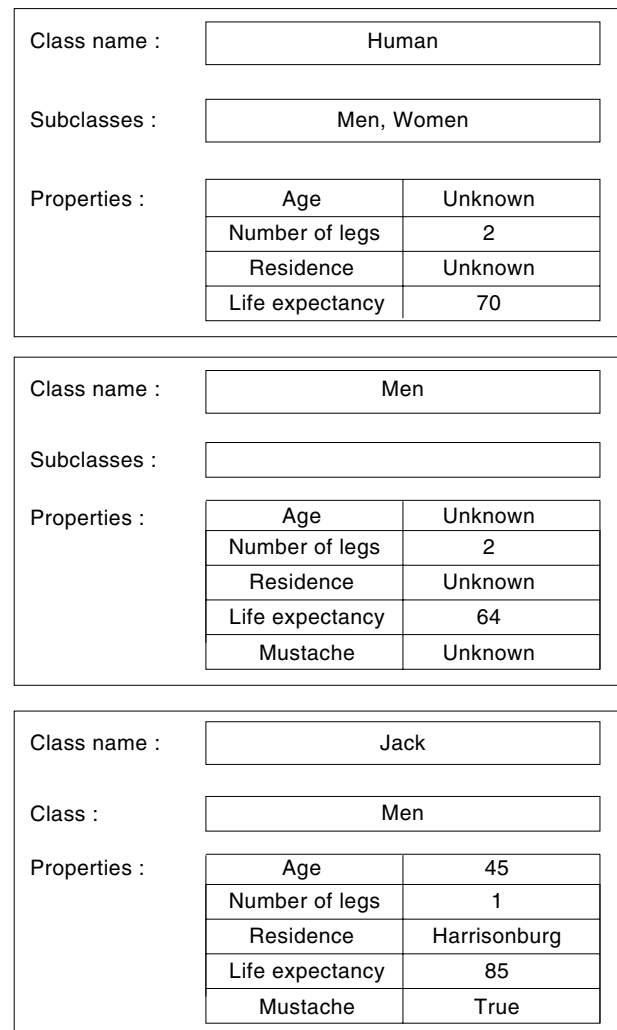 Class name : Human
Subclasses : Men, Women
Properties : Age Unknown
Number of legs 2
Residence Unknown
Life expectancy 70
Class name : Men
Subclasses :
Properties : Age Unknown
Number of legs 2
Residence Unknown
Life expectancy 64
Mustache Unknown
Class name : Jack
Class : Men
Properties : Age 45
Number of legs 1
Residence Harrisonburg
Life expectancy 85
Mustache True